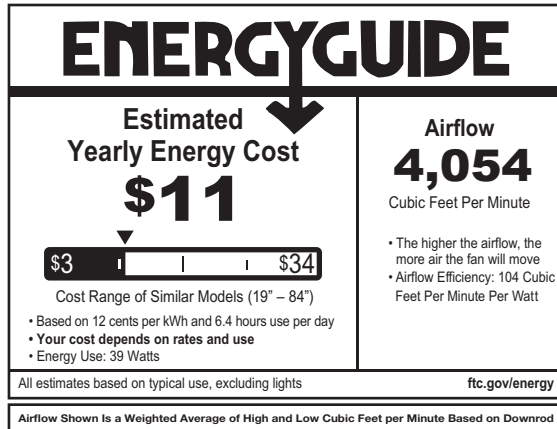 ENERGYGUIDE
Estimated
Yearly Energy Cost
$11
$3
$34
Cost Range of Similar Models (19” – 84”)
• Based on 12 cents per kWh and 6.4 hours use per day
• Your cost depends on rates and use
• Energy Use: 39 Watts
Airflow
4,054
Cubic Feet Per Minute
• The higher the airflow, the
more air the fan will move
• Airflow Efficiency: 104 Cubic
Feet Per Minute Per Watt
All estimates based on typical use, excluding lights
ftc.gov/energy
Airflow Shown Is a Weighted Average of High and Low Cubic Feet per Minute Based on Downrod